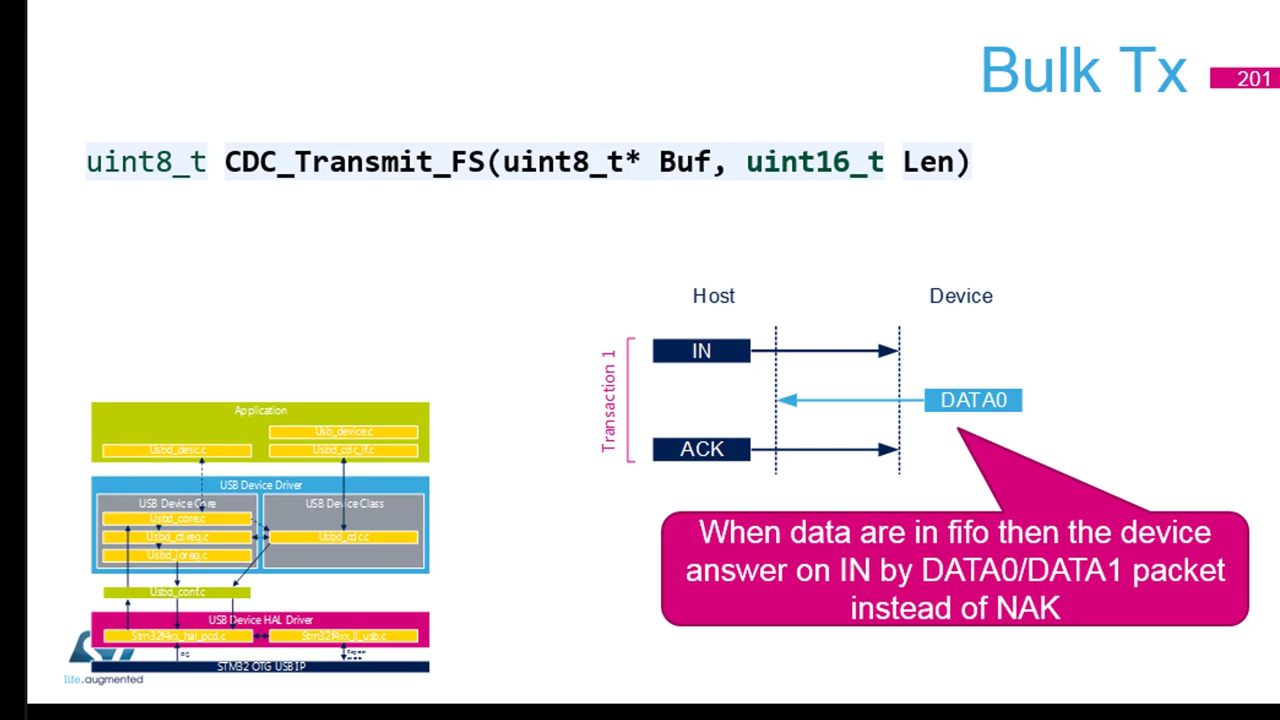 Bulk Tx
201
uint8_t CDC_Transmit_FS(uint8_t* Buf, uint16_t Len)
Host
Device
Transaction 1
IN
DATA0
ACK
When data are in fifo then the device
answer on IN by DATA0/DATA1 packet
instead of NAK
Application
Usb_device.c
Usbd_desc.c
Usbd_cdc_if.c
USB Device Driver
USB Device Core
USB Device Class
Usbd_core.c
Usbd_ctlreq.c
Usbd_cdc.c
Usbd_ioreq.c
Usbd_conf.c
USB Device HAL Driver
Stm32f4xx_hal_pcd.c
Stm32f4xx_ll_usb.c
STM32 OTG USB IP
life.augmented